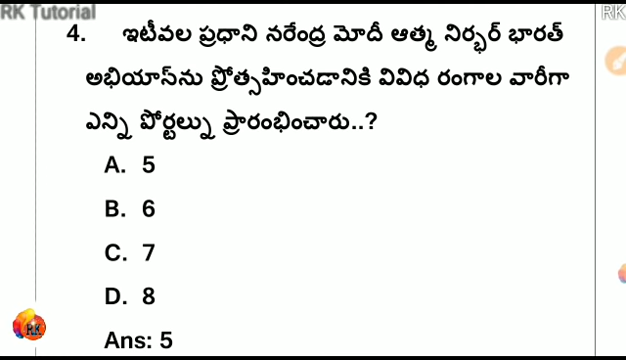 RK Tutorial
RK
4. ఇటీవల ప్రధాని నరేంద్ర మోదీ ఆత్మ నిర్భర్ భారత్
అభియాన్‌ను ప్రోత్సహించడానికి వివిధ రంగాల వారీగా
ఎన్ని పోర్టల్ను ప్రారంభించారు..?
A. 5
B. 6
C. 7
D. 8
RK
Ans: 5